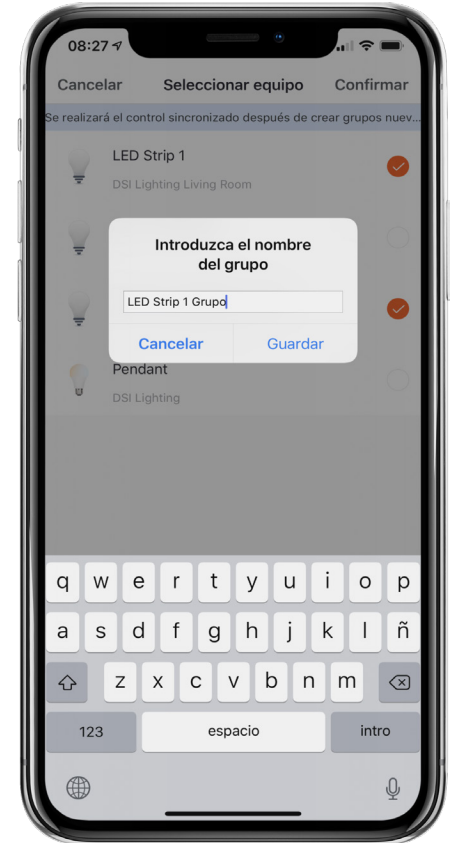 08:27
Cancelar Seleccionar equipo Confirmar
Se realizará el control sincronizado después de crear grupos nuev...
LED Strip 1
DSI Lighting Living Room
Introduzca el nombre
del grupo
LED Strip 1 Grupo
Cancelar Guardar
Pendant
DSI Lighting
q w e r t y u i o p
a s d f g h j k l ñ
z x c v b n m
123 espacio intro